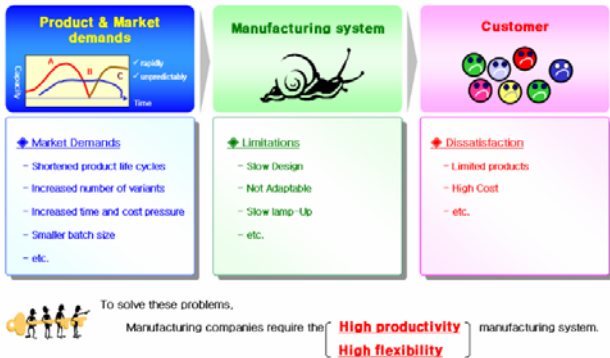 Product & Market
demands
Capacity
A
B
C
✓ rapidly
✓ unpredictably
Time
Manufacturing system
Customer
Market Demands
- Shortened product life cycles
- Increased number of variants
- Increased time and cost pressure
- Smaller batch size
- etc.
Limitations
- Slow Design
- Not Adaptable
- Slow lamp-Up
- etc.
Dissatisfaction
- Limited products
- High Cost
- etc.
To solve these problems,
Manufacturing companies require the High productivity manufacturing system.
High flexibility